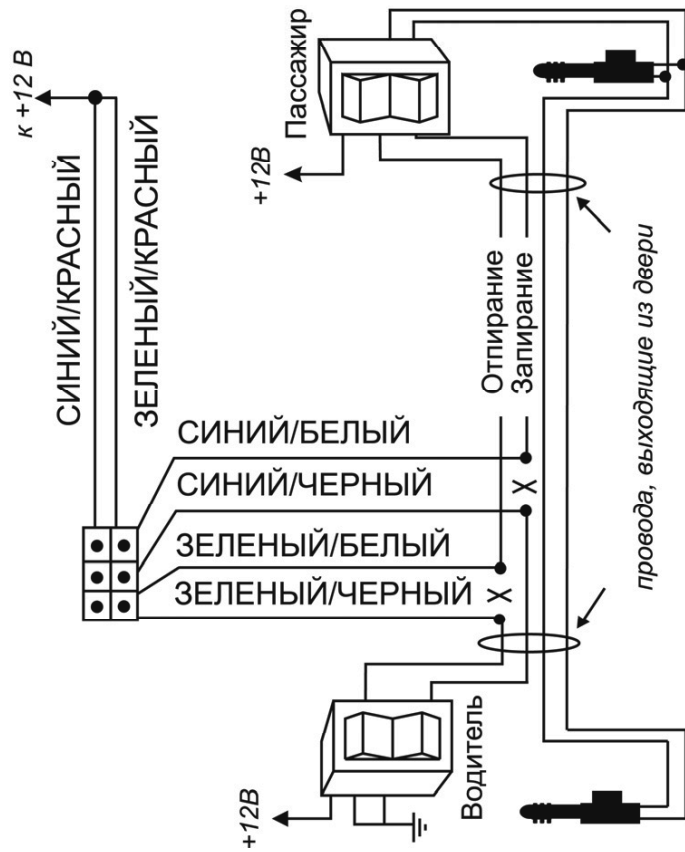 к +12 В
СИНИЙ/КРАСНЫЙ
ЗЕЛЕНЫЙ/КРАСНЫЙ
Пассажир
+12В
Отпирание
Запирание
СИНИЙ/БЕЛЫЙ
СИНИЙ/ЧЕРНЫЙ
ЗЕЛЕНЫЙ/БЕЛЫЙ
ЗЕЛЕНЫЙ/ЧЕРНЫЙ
X
X
провода, выходящие из двери
Водитель
+12В